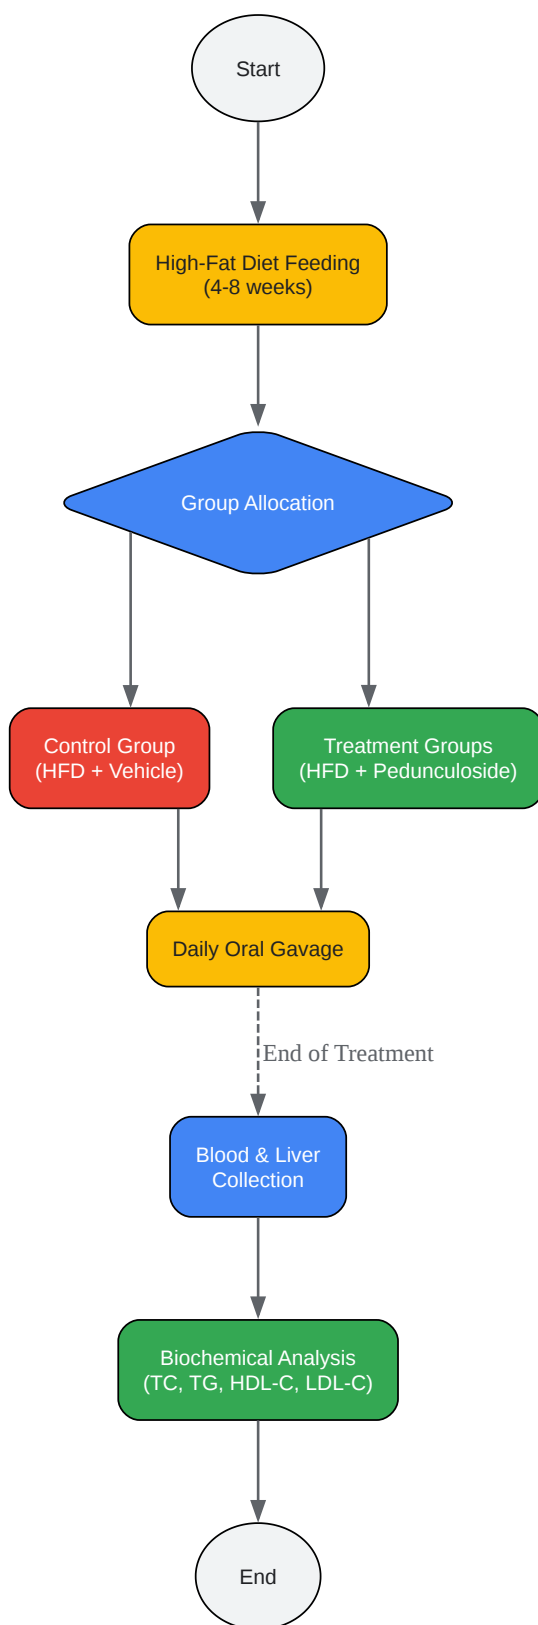 Start
High-Fat Diet Feeding
(4-8 weeks)
Group Allocation
Control Group
(HFD + Vehicle)
Treatment Groups
(HFD + Pedunculoside)
Daily Oral Gavage
End of Treatment
Blood & Liver
Collection
Biochemical Analysis
(TC, TG, HDL-C, LDL-C)
End